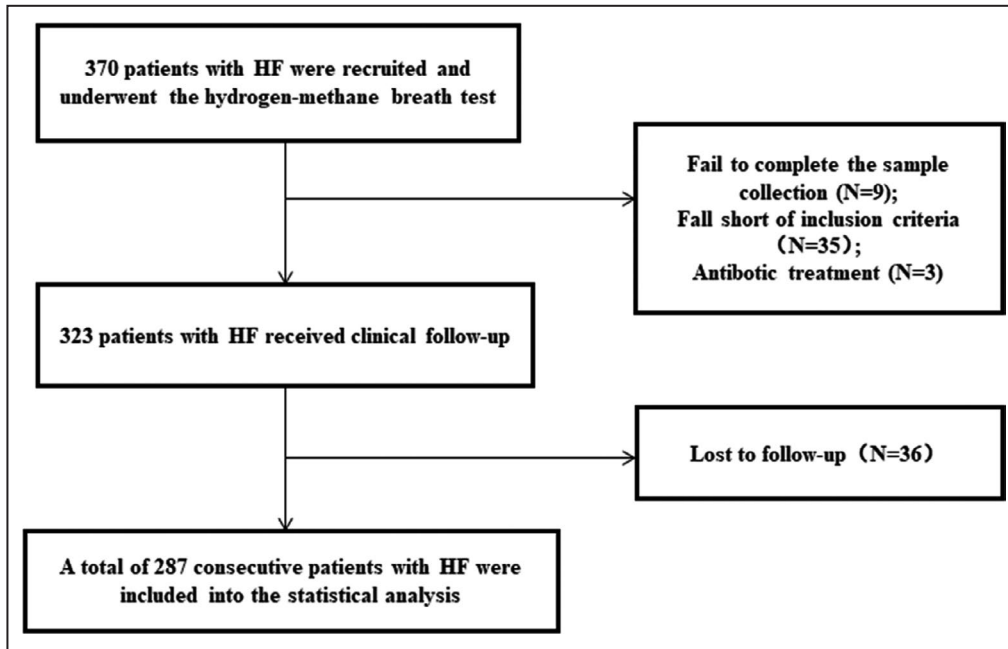 370 patients with HF were recruited and
underwent the hydrogen-methane breath test
Fail to complete the sample
collection (N=9);
Fall short of inclusion criteria
（N=35）;
Antibotic treatment (N=3)
323 patients with HF received clinical follow-up
Lost to follow-up（N=36）
A total of 287 consecutive patients with HF were
included into the statistical analysis